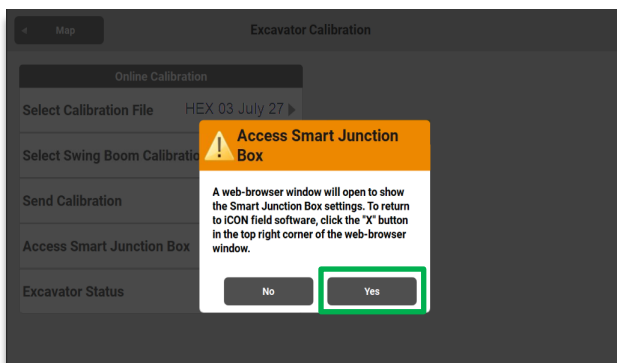 Map
Excavator Calibration
Online Calibration
Select Calibration File HEX 03 July 27
Select Swing Boom Calibratio
Send Calibration
Access Smart Junction Box
Excavator Status
Access Smart Junction
Box
A web-browser window will open to show
the Smart Junction Box settings. To return
to iCON field software, click the "X" button
in the top right corner of the web-browser
window.
No
Yes